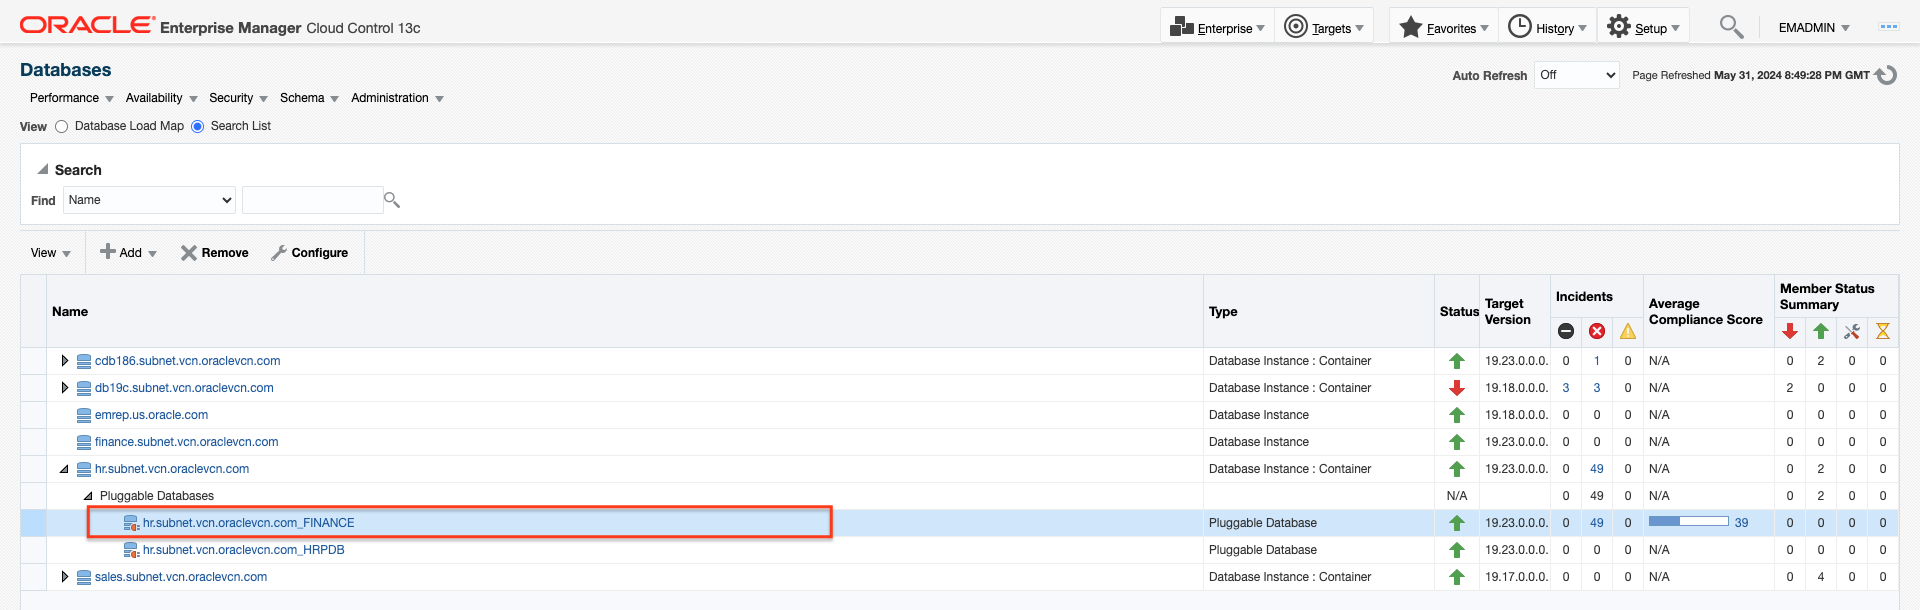 ORACLE Enterprise Manager Cloud Control 13c Enterprise Targets Favorites History Setup EMADMIN
Databases
Auto Refresh Off Page Refreshed May 31, 2024 8:49:28 PM GMT
Performance Availability Security Schema Administration
View Database Load Map Search List
Search
Find Name
View Add Remove Configure
Name Type Status Target Version Incidents Average Compliance Score Member Status Summary
cdb186.subnet.vcn.oraclevcn.com Database Instance : Container 19.23.0.0.0. 0 1 0 N/A 0 2 0 0
db19c.subnet.vcn.oraclevcn.com Database Instance : Container 19.18.0.0.0. 3 3 0 N/A 2 0 0 0
emrep.us.oracle.com Database Instance 19.18.0.0.0. 0 0 0 N/A 0 0 0 0
finance.subnet.vcn.oraclevcn.com Database Instance 19.23.0.0.0. 0 0 0 N/A 0 0 0 0
hr.subnet.vcn.oraclevcn.com Database Instance : Container 19.23.0.0.0. 0 49 0 N/A 0 2 0 0
Pluggable Databases N/A 0 49 0 N/A 0 2 0 0
hr.subnet.vcn.oraclevcn.com_FINANCE Pluggable Database 19.23.0.0.0. 0 49 0 39 0 0 0 0
hr.subnet.vcn.oraclevcn.com_HRPDB Pluggable Database 19.23.0.0.0. 0 0 0 N/A 0 0 0 0
sales.subnet.vcn.oraclevcn.com Database Instance : Container 19.17.0.0.0. 0 0 0 N/A 0 4 0 0